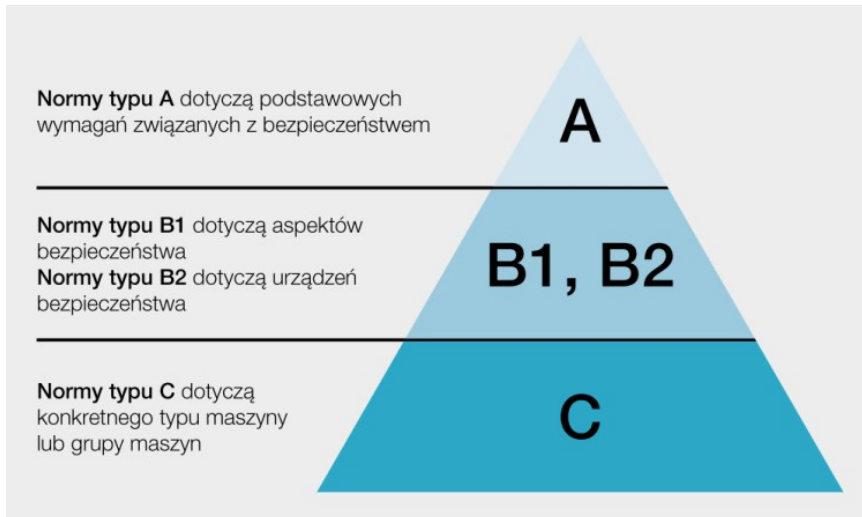 Normy typu A dotyczą podstawowych
wymagań związanych z bezpieczeństwem
A
Normy typu B1 dotyczą aspektów
bezpieczeństwa
Normy typu B2 dotyczą urządzeń
bezpieczeństwa
B1, B2
Normy typu C dotyczą
konkretnego typu maszyny
lub grupy maszyn
C